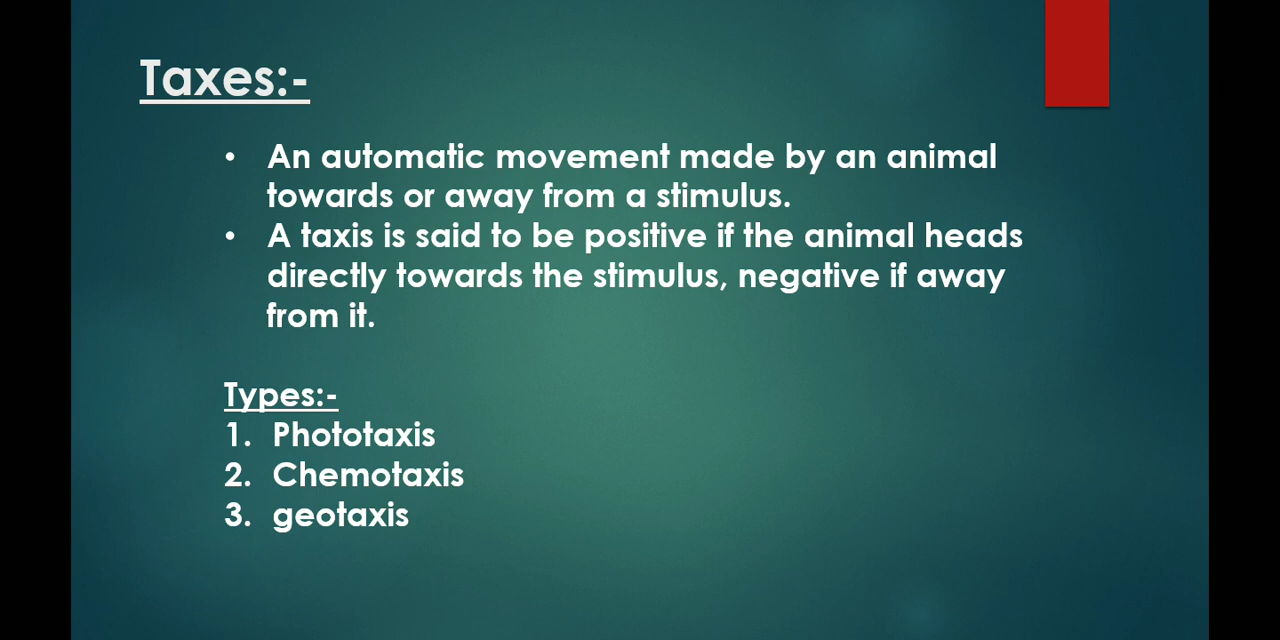 Taxes:-
• An automatic movement made by an animal
towards or away from a stimulus.
• A taxis is said to be positive if the animal heads
directly towards the stimulus, negative if away
from it.
Types:-
1. Phototaxis
2. Chemotaxis
3. geotaxis